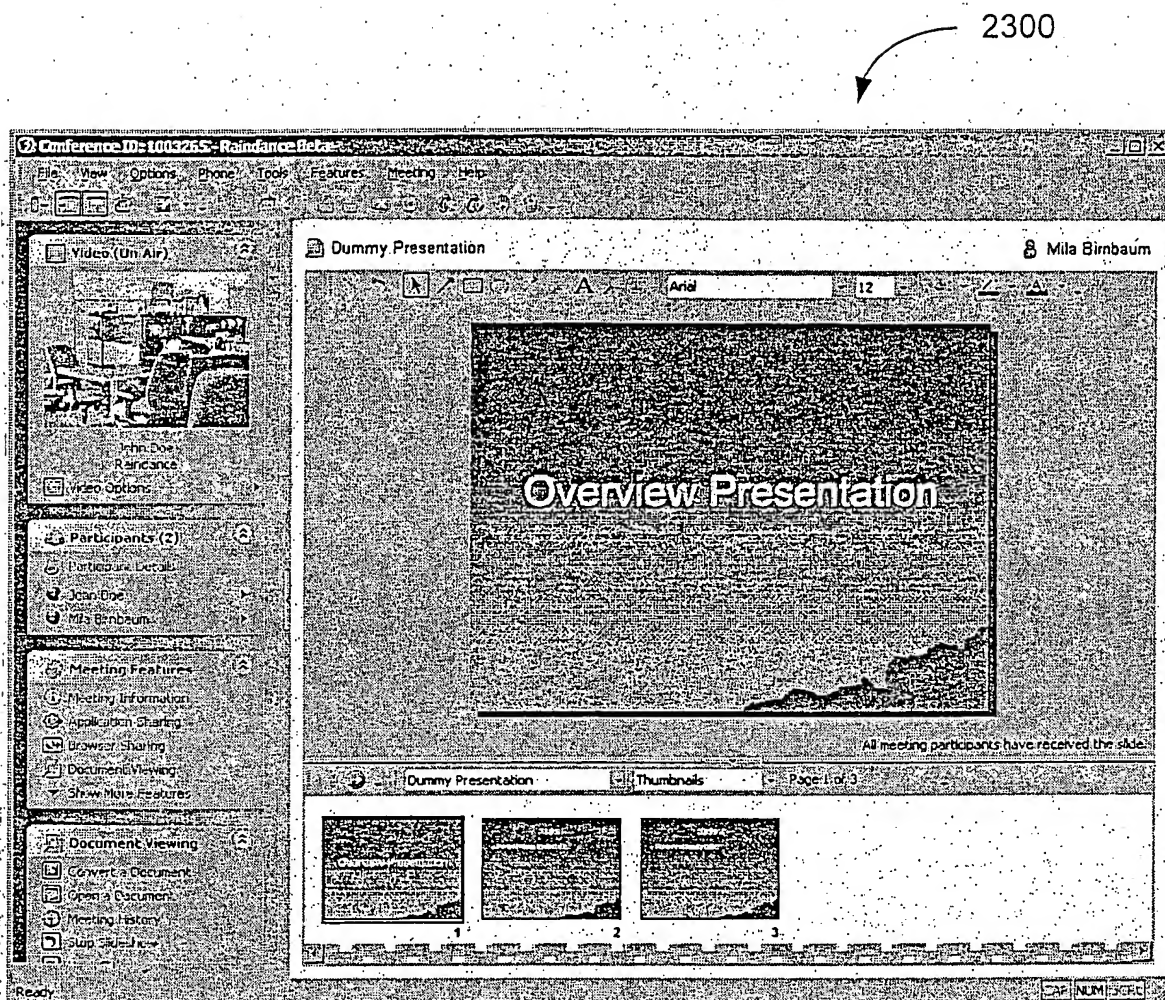 2300
Conference ID: 1003265 - Raindance Beta
File View Options Phone Tools Features Meeting Help
Video (On Air)
John Doe
Raindance
Video Options
Participants (2)
Participant Details
Mila Birnbaum
Meeting Features
Meeting Information
Application Sharing
Browser Sharing
Document Viewing
Show More Features
Document Viewing
Convert a Document
Open a Document
Meeting History
Stop Slideshow
Ready
Dummy Presentation
Mila Birnbaum
A
Arial
12
A
Overview Presentation
All meeting participants have received the slide.
Dummy Presentation
Thumbnails
Page 1 of 3
Overview Presentation
1
2
3
CAP NUM SCRL